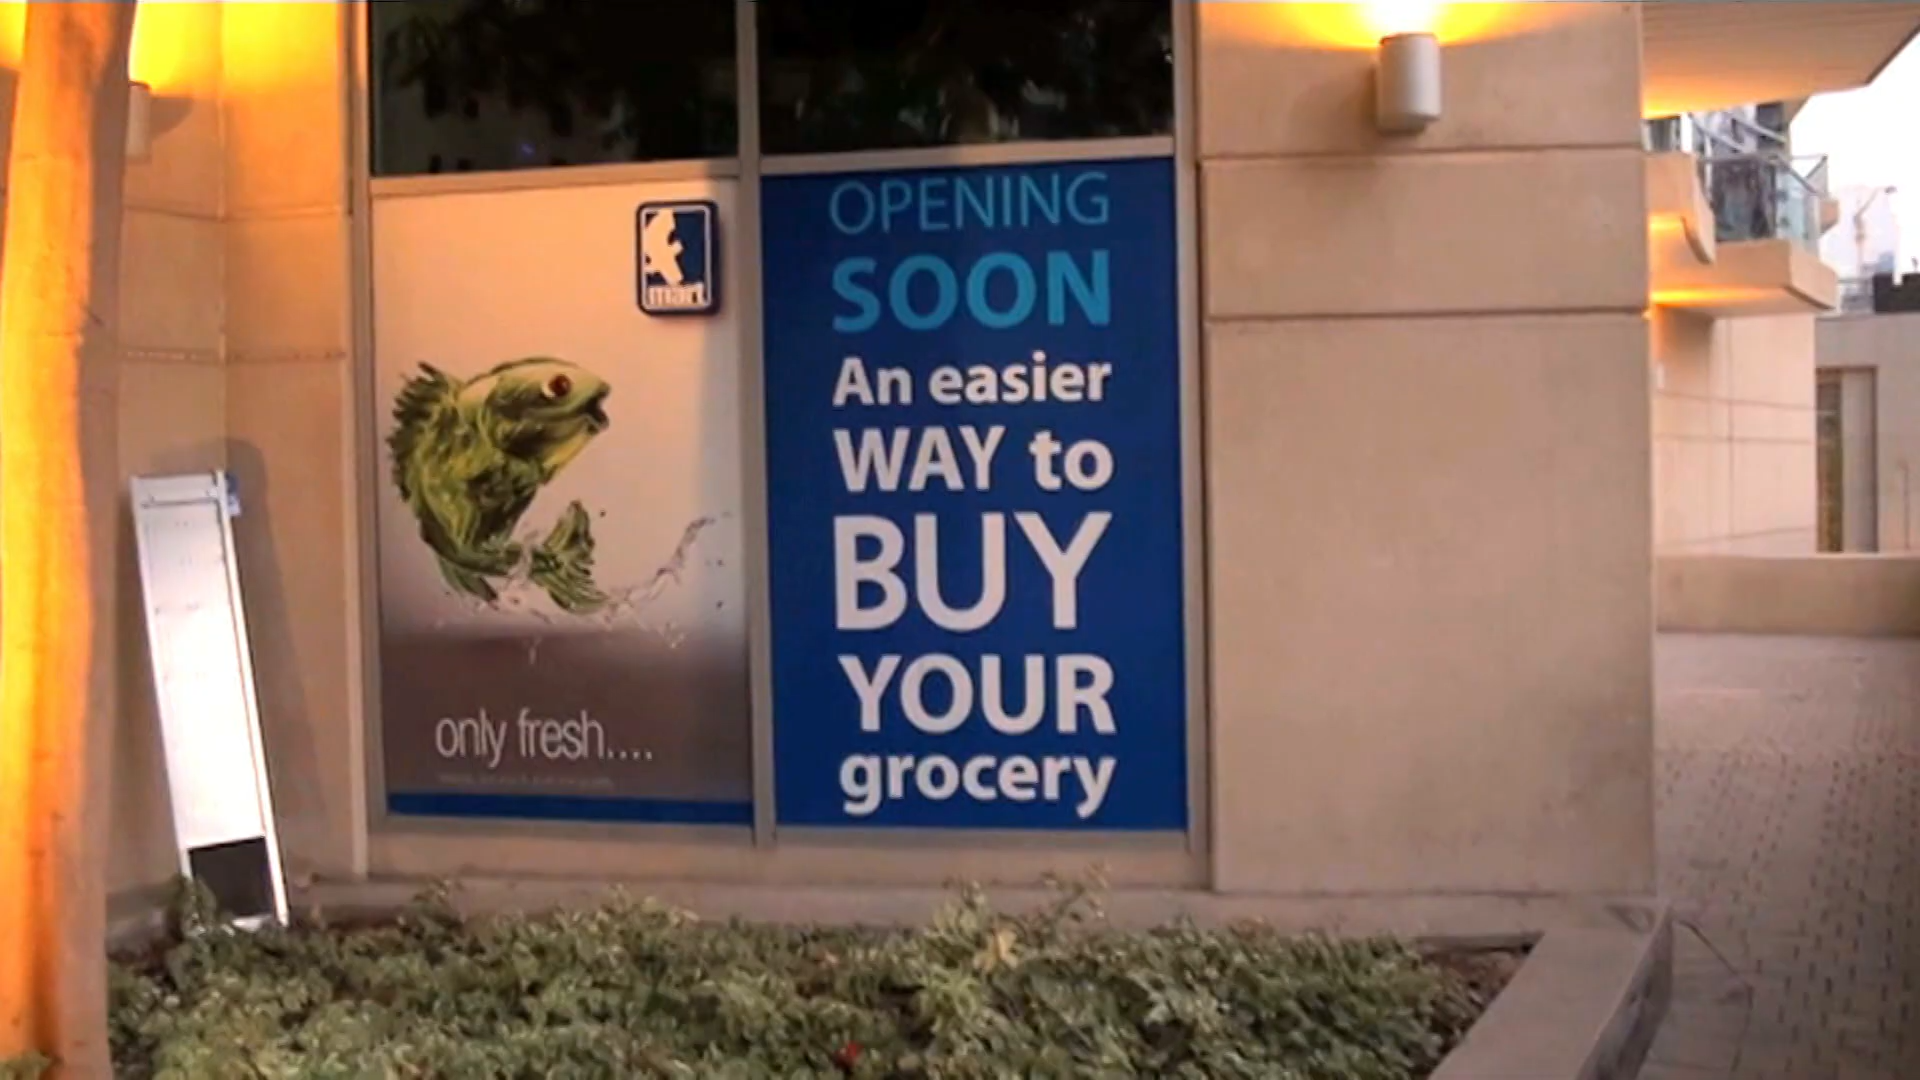 mart
only fresh....
OPENING
SOON
An easier
WAY to
BUY
YOUR
grocery